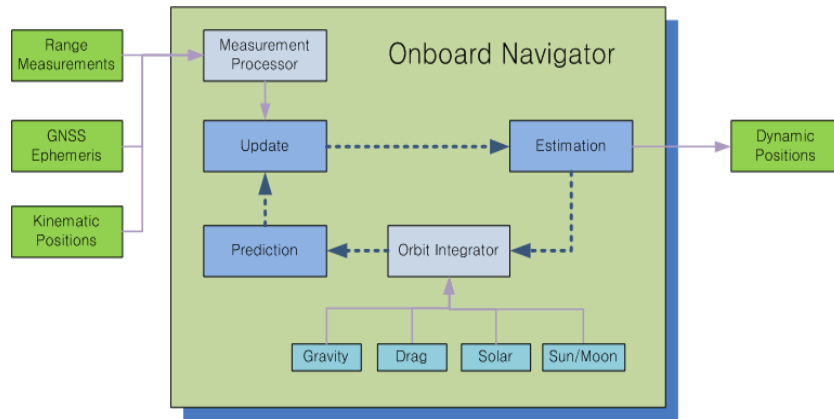 Range
Measurements
Measurement
Processor
Onboard Navigator
GNSS
Ephemeris
Update
Estimation
Dynamic
Positions
Kinematic
Positions
Prediction
Orbit Integrator
Gravity
Drag
Solar
Sun/Moon